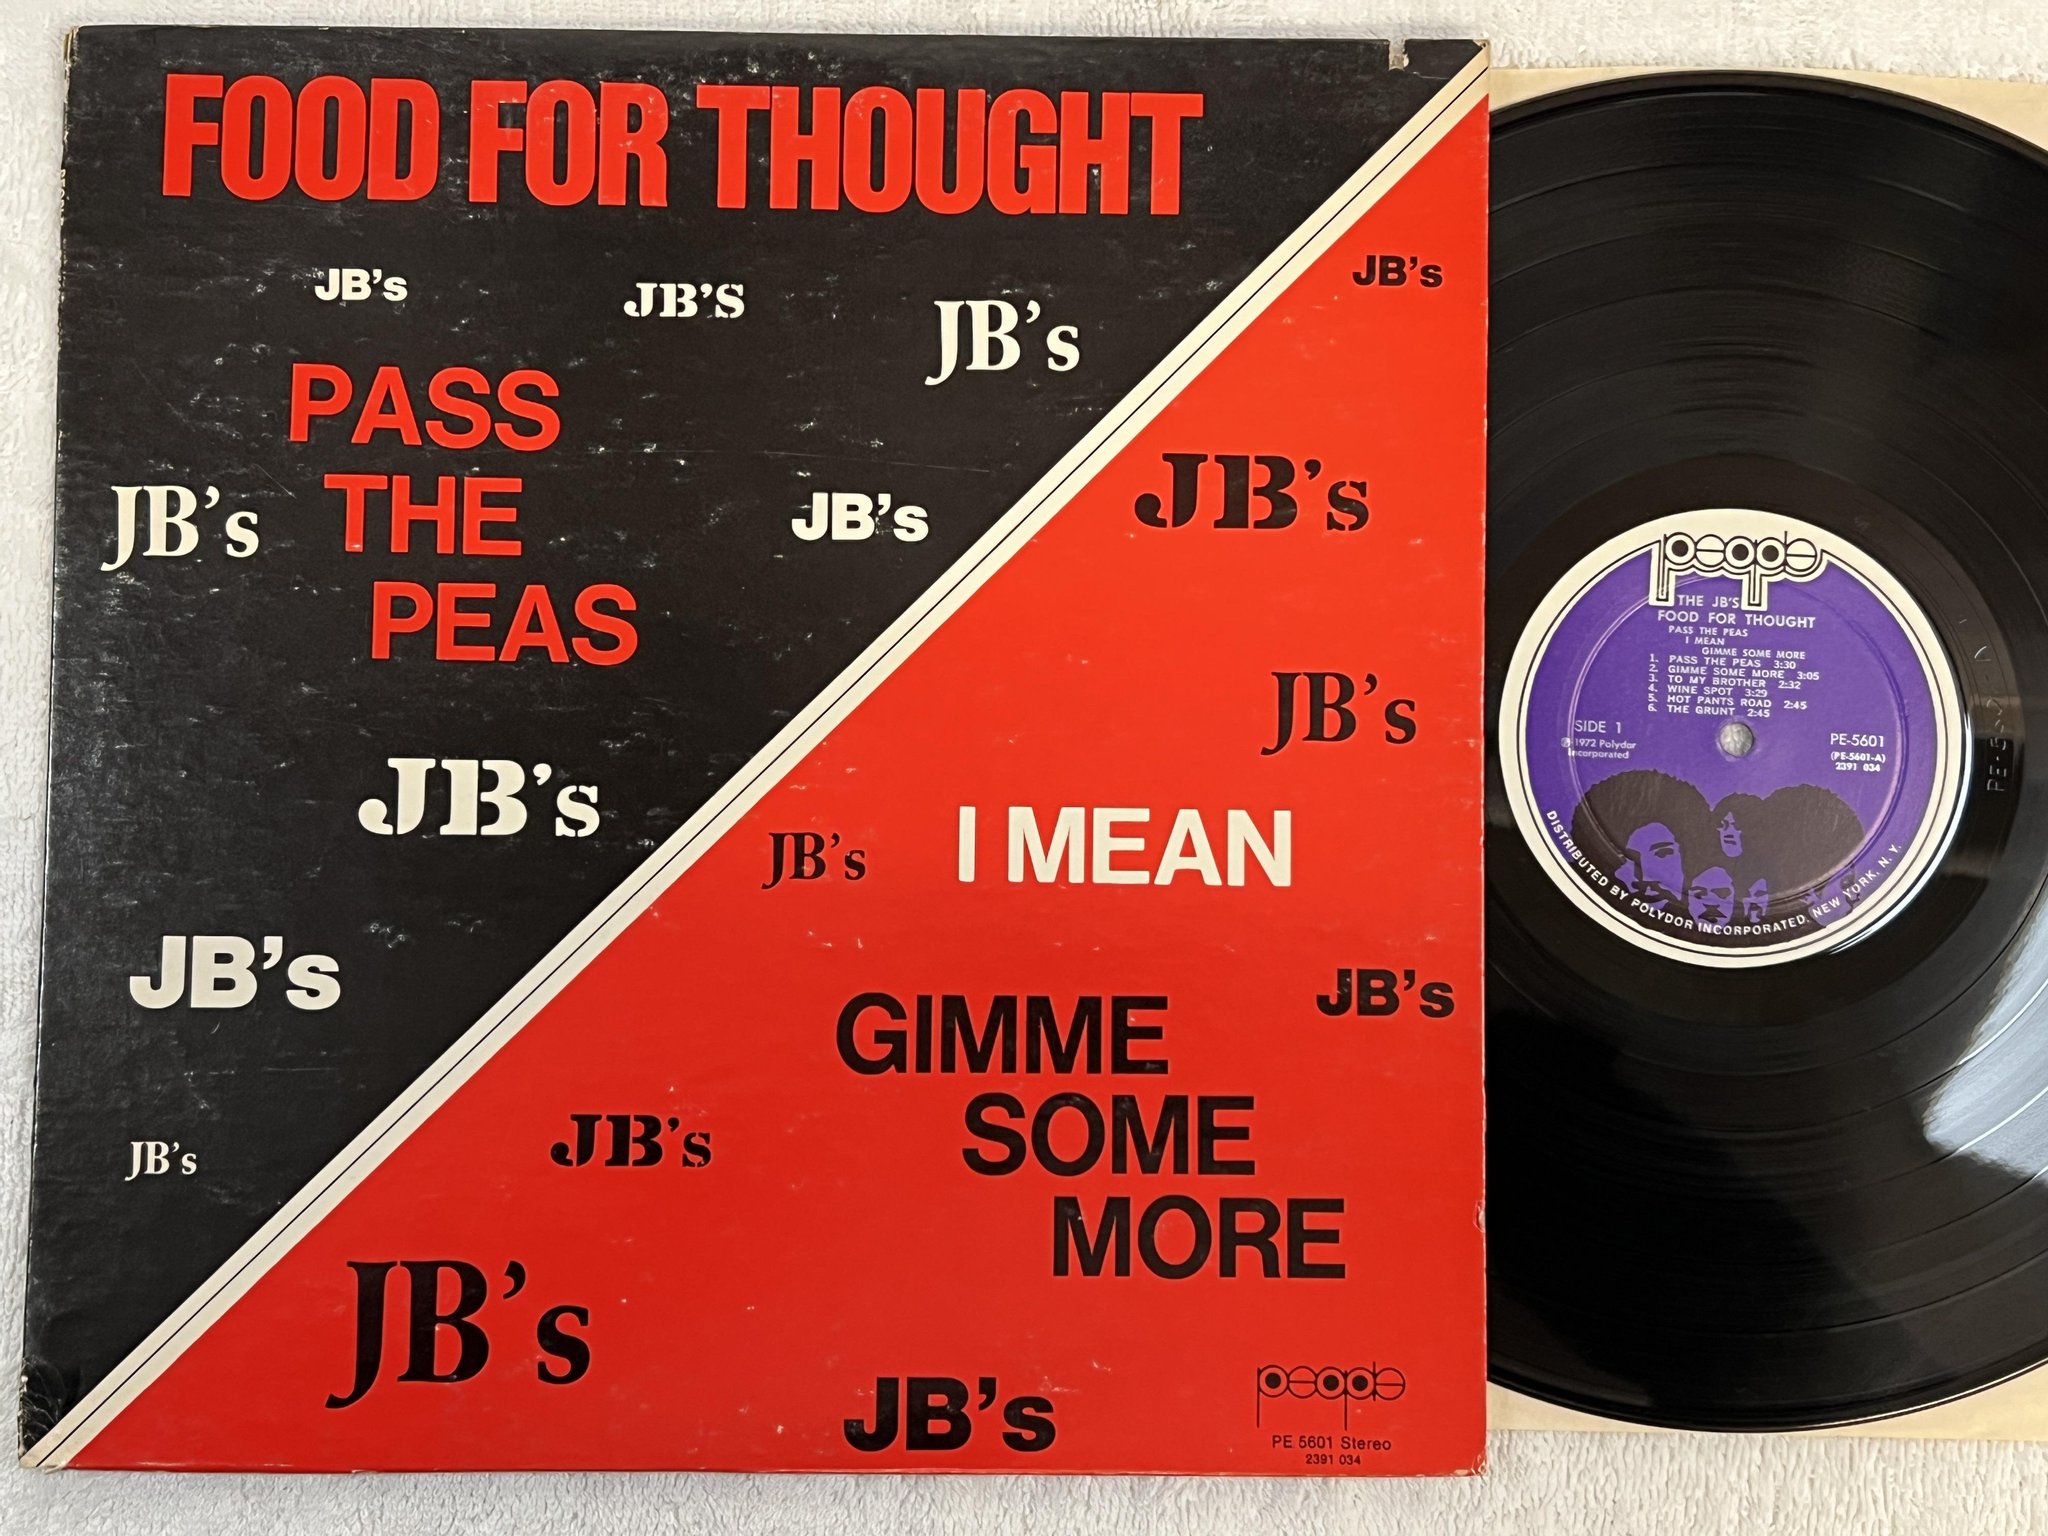 FOOD FOR THOUGHT
JB's
JB'S
JB's
JB's
PASS
THE
PEAS
JB's
JB's
JB's
JB's
JB's
JB's
JB's
JB's
JB's
I MEAN
JB's
GIMME
SOME
MORE
JB's
JB's
JB's
people
PE 5601 Stereo
2391 034
people
THE JB'S
FOOD FOR THOUGHT
PASS THE PEAS
I MEAN
GIMME SOME MORE
1. PASS THE PEAS 3:30
2. GIMME SOME MORE 3:05
3. TO MY BROTHER 2:32
4. WINE SPOT 3:29
5. HOT PANTS ROAD 2:45
6. THE GRUNT 2:45
SIDE 1
℗ 1972 Polydor
Incorporated
PE-5601
(PE-5601-A)
2391 034
DISTRIBUTED BY POLYDOR INCORPORATED, NEW YORK, N. Y.